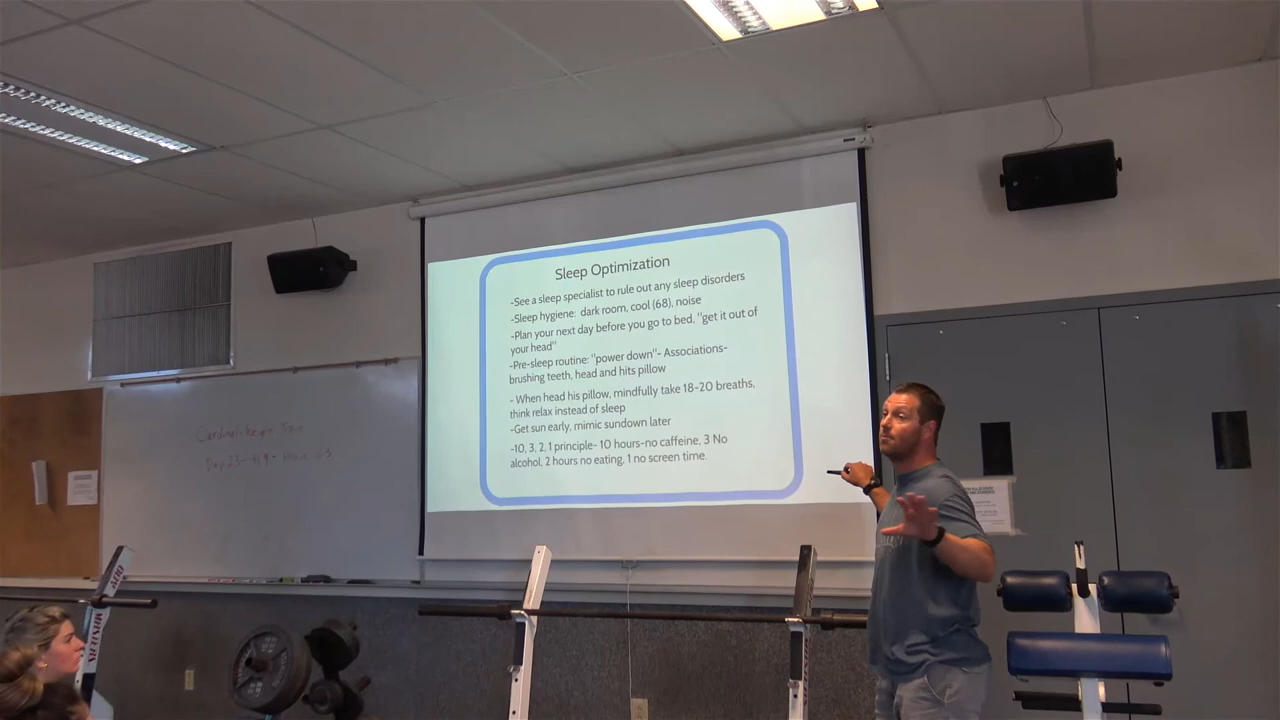 Sleep Optimization
-See a sleep specialist to rule out any sleep disorders
-Sleep hygiene: dark room, cool (68), noise
-Plan your next day before you go to bed, "get it out of
your head"
-Pre-sleep routine: "power down"- Associations-
brushing teeth, head and hits pillow
- When head his pillow, mindfully take 18-20 breaths,
think relax instead of sleep
-Get sun early, mimic sundown later
-10, 3, 2, 1 principle- 10 hours-no caffeine, 3 No
alcohol, 2 hours no eating, 1 no screen time.
Day 23-